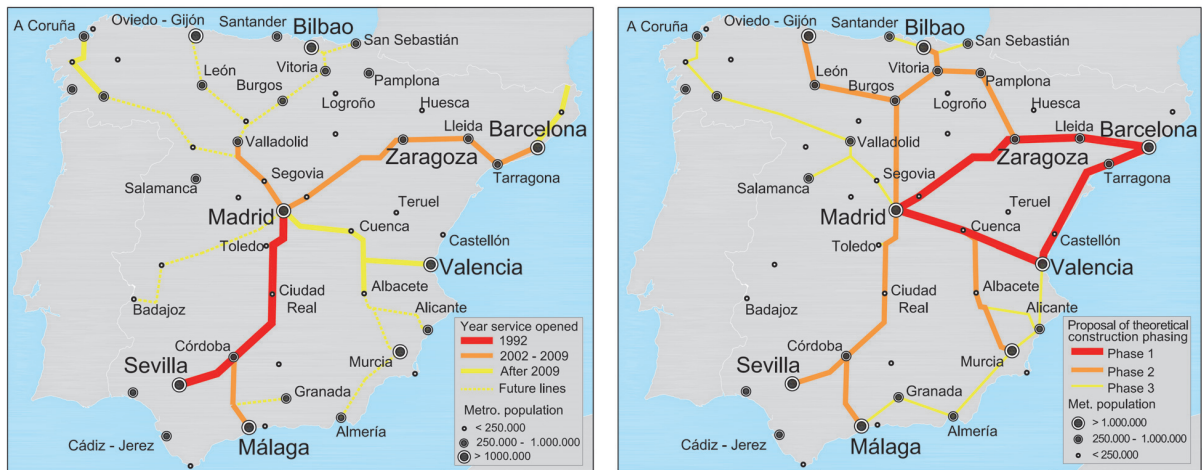 A Coruña
Oviedo - Gijón
Santander
Bilbao
San Sebastián
León
Vitoria
Burgos
Pamplona
Logroño
Huesca
Valladolid
Lleida
Barcelona
Zaragoza
Segovia
Tarragona
Salamanca
Madrid
Teruel
Cuenca
Toledo
Castellón
Valencia
Ciudad
Real
Albacete
Badajoz
Alicante
Córdoba
Murcia
Sevilla
Granada
Almería
Cádiz - Jerez
Málaga
Year service opened
1992
2002 - 2009
After 2009
Future lines
Metro. population
< 250.000
250.000 - 1.000.000
> 1000.000
A Coruña
Oviedo - Gijón
Santander
Bilbao
San Sebastián
León
Vitoria
Burgos
Pamplona
Logroño
Huesca
Valladolid
Lleida
Barcelona
Zaragoza
Segovia
Tarragona
Salamanca
Madrid
Teruel
Cuenca
Toledo
Castellón
Valencia
Ciudad
Real
Albacete
Badajoz
Alicante
Córdoba
Murcia
Sevilla
Granada
Almería
Cádiz - Jerez
Málaga
Proposal of theoretical
construction phasing
Phase 1
Phase 2
Phase 3
Met. population
> 1.000.000
250.000 - 1.000.000
< 250.000